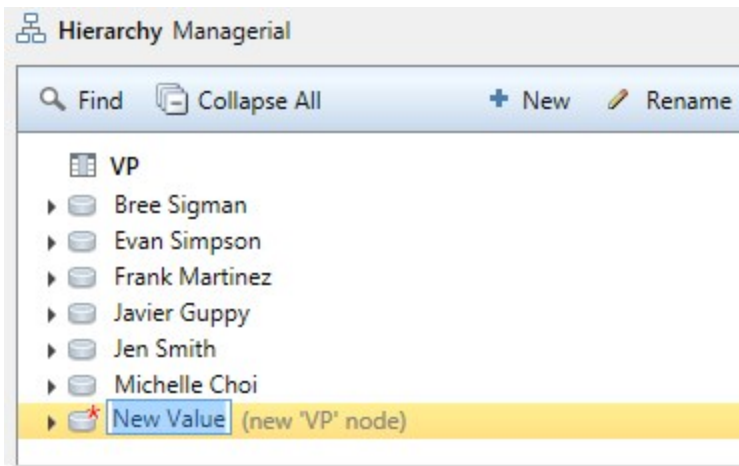 Hierarchy Managerial
Find Collapse All New Rename
VP
Bree Sigman
Evan Simpson
Frank Martinez
Javier Guppy
Jen Smith
Michelle Choi
New Value (new 'VP' node)